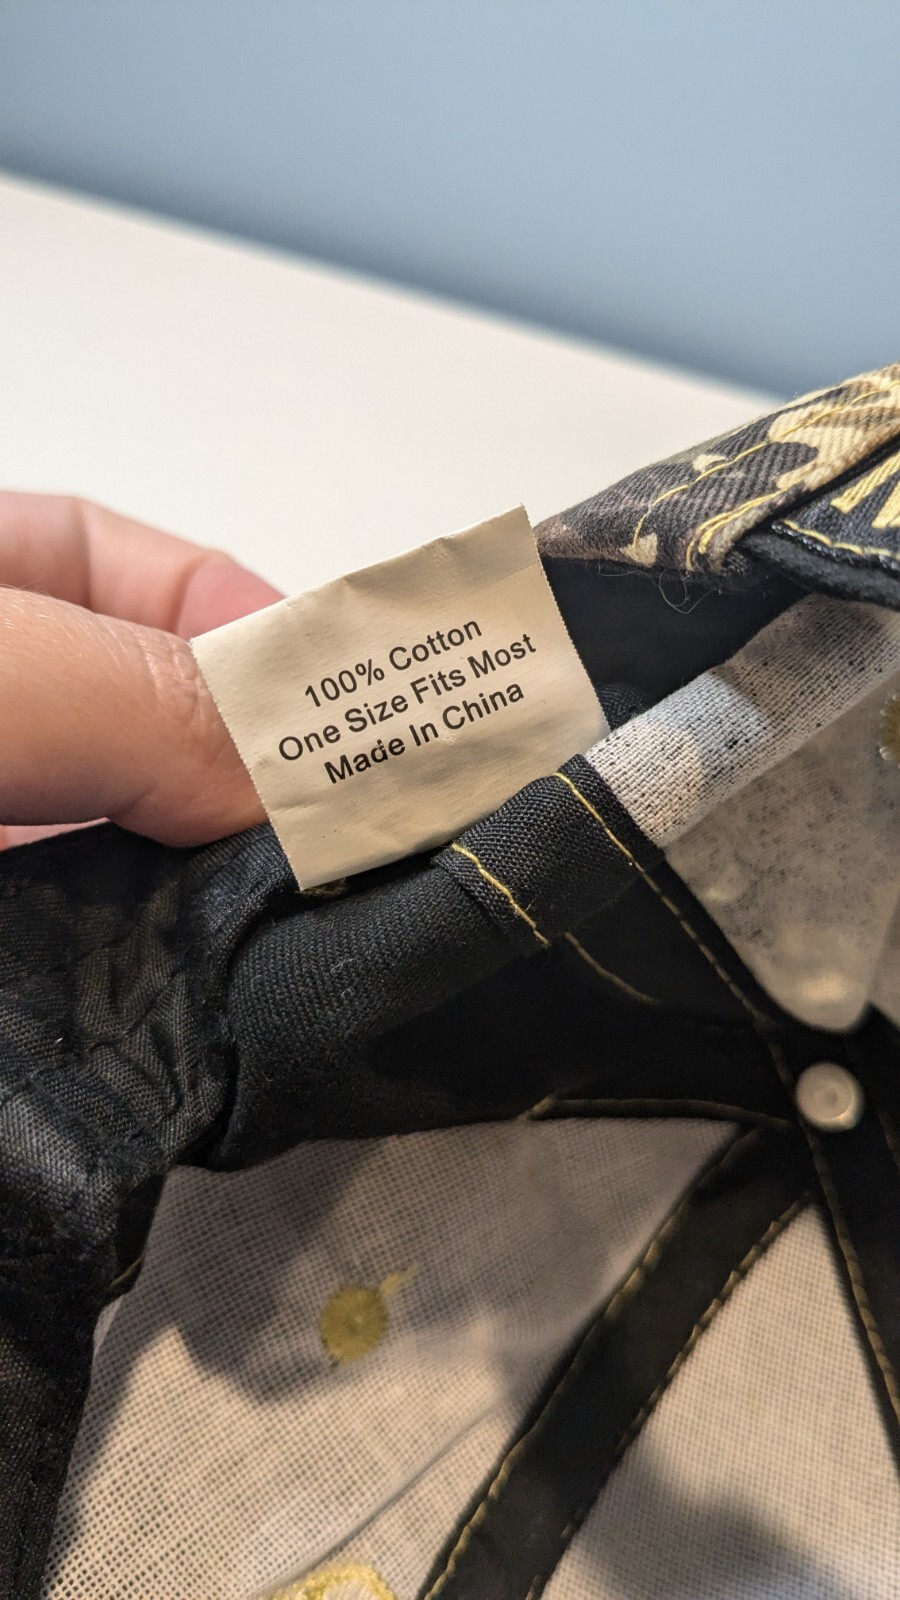 100% Cotton
One Size Fits Most
Made In China